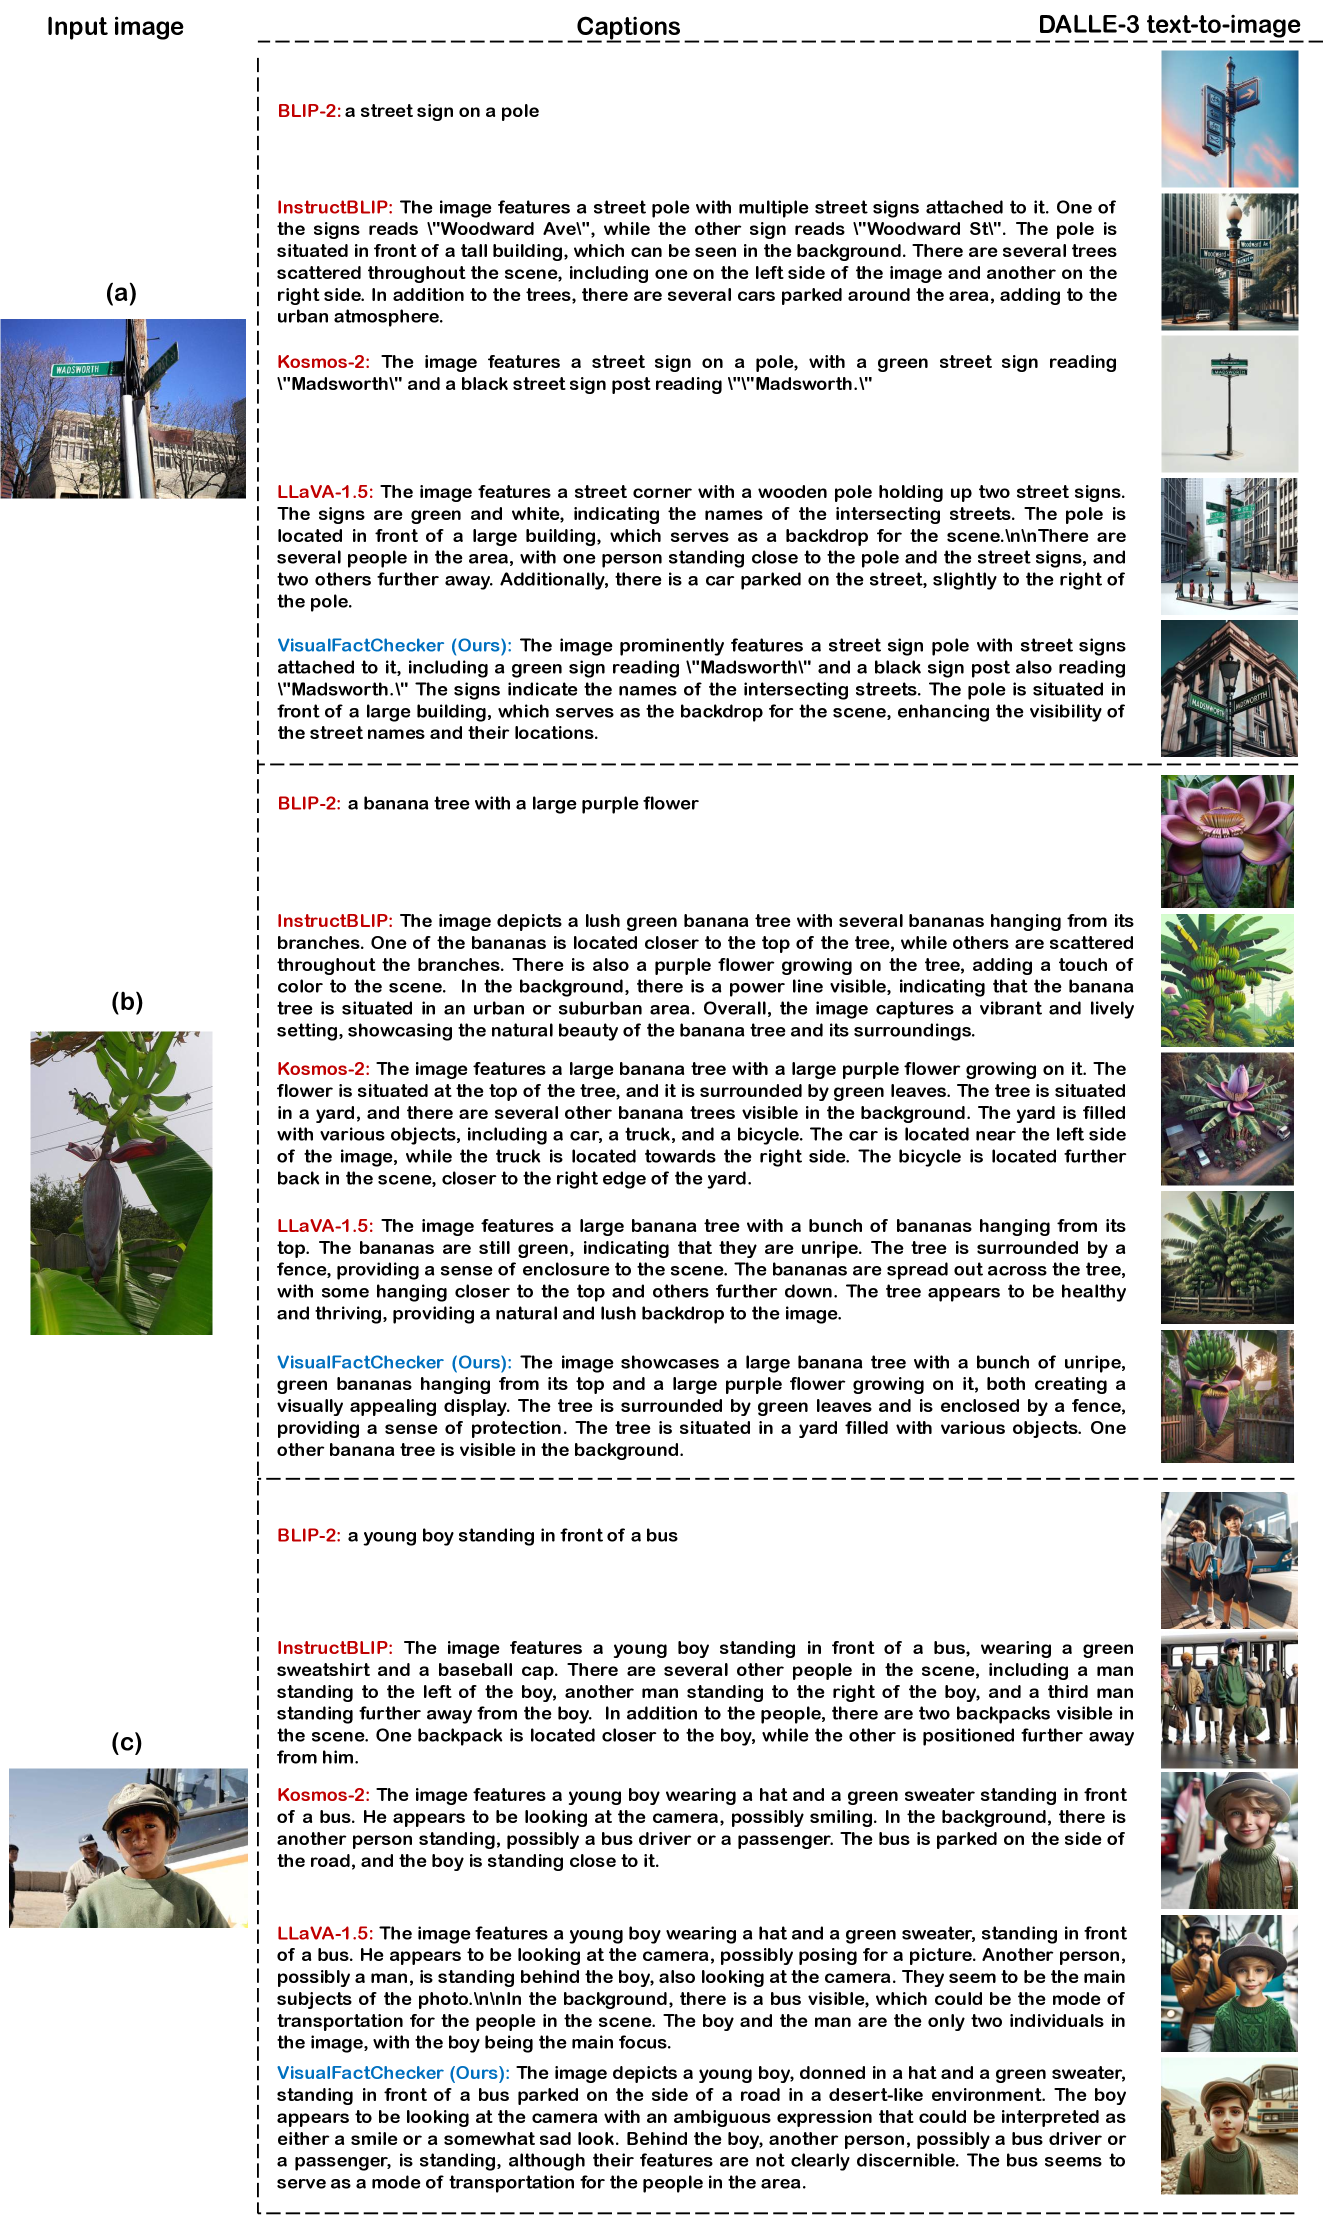 Input image
Captions
DALLE-3 text-to-image
BLIP-2: a street sign on a pole
InstructBLIP: The image features a street pole with multiple street signs attached to it. One of
the signs reads \"Woodward Ave\", while the other sign reads \"Woodward St\". The pole is
situated in front of a tall building, which can be seen in the background. There are several trees
scattered throughout the scene, including one on the left side of the image and another on the
right side. In addition to the trees, there are several cars parked around the area, adding to the
urban atmosphere.
(a)
WADSWORTH
Kosmos-2: The image features a street sign on a pole, with a green street sign reading
\"Madsworth\" and a black street sign post reading \"\"Madsworth.\"
LLaVA-1.5: The image features a street corner with a wooden pole holding up two street signs.
The signs are green and white, indicating the names of the intersecting streets. The pole is
located in front of a large building, which serves as a backdrop for the scene.\n\nThere are
several people in the area, with one person standing close to the pole and the street signs, and
two others further away. Additionally, there is a car parked on the street, slightly to the right of
the pole.
VisualFactChecker (Ours): The image prominently features a street sign pole with street signs
attached to it, including a green sign reading \"Madsworth\" and a black sign post also reading
\"Madsworth.\" The signs indicate the names of the intersecting streets. The pole is situated in
front of a large building, which serves as the backdrop for the scene, enhancing the visibility of
the street names and their locations.
BLIP-2: a banana tree with a large purple flower
InstructBLIP: The image depicts a lush green banana tree with several bananas hanging from its
branches. One of the bananas is located closer to the top of the tree, while others are scattered
throughout the branches. There is also a purple flower growing on the tree, adding a touch of
color to the scene. In the background, there is a power line visible, indicating that the banana
tree is situated in an urban or suburban area. Overall, the image captures a vibrant and lively
setting, showcasing the natural beauty of the banana tree and its surroundings.
(b)
Kosmos-2: The image features a large banana tree with a large purple flower growing on it. The
flower is situated at the top of the tree, and it is surrounded by green leaves. The tree is situated
in a yard, and there are several other banana trees visible in the background. The yard is filled
with various objects, including a car, a truck, and a bicycle. The car is located near the left side
of the image, while the truck is located towards the right side. The bicycle is located further
back in the scene, closer to the right edge of the yard.
LLaVA-1.5: The image features a large banana tree with a bunch of bananas hanging from its
top. The bananas are still green, indicating that they are unripe. The tree is surrounded by a
fence, providing a sense of enclosure to the scene. The bananas are spread out across the tree,
with some hanging closer to the top and others further down. The tree appears to be healthy
and thriving, providing a natural and lush backdrop to the image.
VisualFactChecker (Ours): The image showcases a large banana tree with a bunch of unripe,
green bananas hanging from its top and a large purple flower growing on it, both creating a
visually appealing display. The tree is surrounded by green leaves and is enclosed by a fence,
providing a sense of protection. The tree is situated in a yard filled with various objects. One
other banana tree is visible in the background.
BLIP-2: a young boy standing in front of a bus
InstructBLIP: The image features a young boy standing in front of a bus, wearing a green
sweatshirt and a baseball cap. There are several other people in the scene, including a man
standing to the left of the boy, another man standing to the right of the boy, and a third man
standing further away from the boy. In addition to the people, there are two backpacks visible in
the scene. One backpack is located closer to the boy, while the other is positioned further away
from him.
(c)
Kosmos-2: The image features a young boy wearing a hat and a green sweater standing in front
of a bus. He appears to be looking at the camera, possibly smiling. In the background, there is
another person standing, possibly a bus driver or a passenger. The bus is parked on the side of
the road, and the boy is standing close to it.
LLaVA-1.5: The image features a young boy wearing a hat and a green sweater, standing in front
of a bus. He appears to be looking at the camera, possibly posing for a picture. Another person,
possibly a man, is standing behind the boy, also looking at the camera. They seem to be the main
subjects of the photo.\n\nIn the background, there is a bus visible, which could be the mode of
transportation for the people in the scene. The boy and the man are the only two individuals in
the image, with the boy being the main focus.
VisualFactChecker (Ours): The image depicts a young boy, donned in a hat and a green sweater,
standing in front of a bus parked on the side of a road in a desert-like environment. The boy
appears to be looking at the camera with an ambiguous expression that could be interpreted as
either a smile or a somewhat sad look. Behind the boy, another person, possibly a bus driver or
a passenger, is standing, although their features are not clearly discernible. The bus seems to
serve as a mode of transportation for the people in the area.